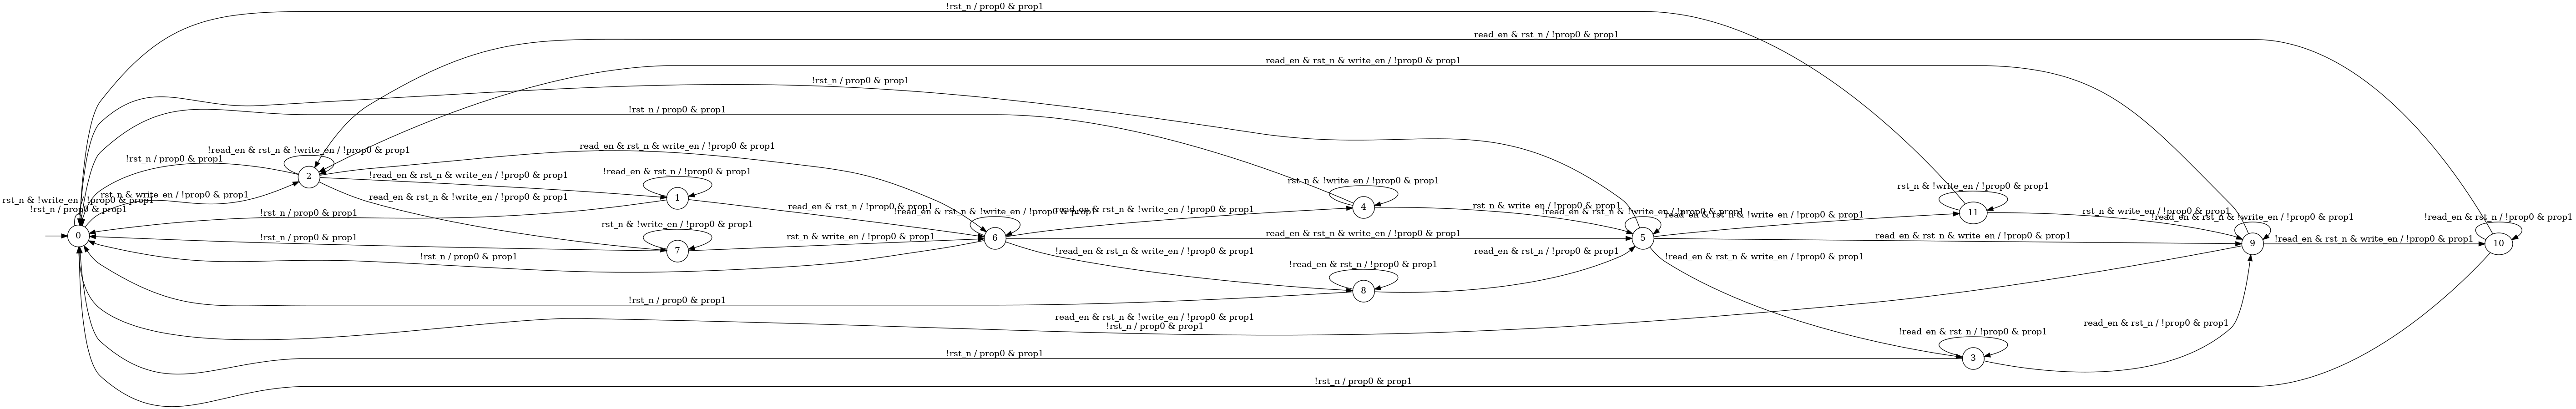 !rst_n / prop0 & prop1
read_en & rst_n / !prop0 & prop1
read_en & rst_n & write_en / !prop0 & prop1
!rst_n / prop0 & prop1
!rst_n / prop0 & prop1
!read_en & rst_n & !write_en / !prop0 & prop1
read_en & rst_n & write_en / !prop0 & prop1
!rst_n / prop0 & prop1
2
!read_en & rst_n & write_en / !prop0 & prop1
!read_en & rst_n / !prop0 & prop1
rst_n & !write_en / !prop0 & prop1
rst_n & !write_en / !prop0 & prop1
rst_n & write_en / !prop0 & prop1
read_en & rst_n & !write_en / !prop0 & prop1
1
rst_n & !write_en / !prop0 & prop1
!rst_n / prop0 & prop1
!rst_n / prop0 & prop1
read_en & rst_n / !prop0 & prop1
!read_en & rst_n & !write_en / !prop0 & prop1
read_en & rst_n & !write_en / !prop0 & prop1
4
rst_n & write_en / !prop0 & prop1
!read_en & rst_n & !write_en / !prop0 & prop1
read_en & rst_n & !write_en / !prop0 & prop1
11
rst_n & write_en / !prop0 & prop1
!read_en & rst_n & !write_en / !prop0 & prop1
!read_en & rst_n / !prop0 & prop1
rst_n & !write_en / !prop0 & prop1
0
!rst_n / prop0 & prop1
7
rst_n & write_en / !prop0 & prop1
6
read_en & rst_n & write_en / !prop0 & prop1
5
read_en & rst_n & write_en / !prop0 & prop1
9
!read_en & rst_n & write_en / !prop0 & prop1
10
!rst_n / prop0 & prop1
!read_en & rst_n & write_en / !prop0 & prop1
read_en & rst_n / !prop0 & prop1
!read_en & rst_n & write_en / !prop0 & prop1
!read_en & rst_n / !prop0 & prop1
8
!rst_n / prop0 & prop1
read_en & rst_n & !write_en / !prop0 & prop1
!rst_n / prop0 & prop1
read_en & rst_n / !prop0 & prop1
!read_en & rst_n / !prop0 & prop1
!rst_n / prop0 & prop1
3
!rst_n / prop0 & prop1